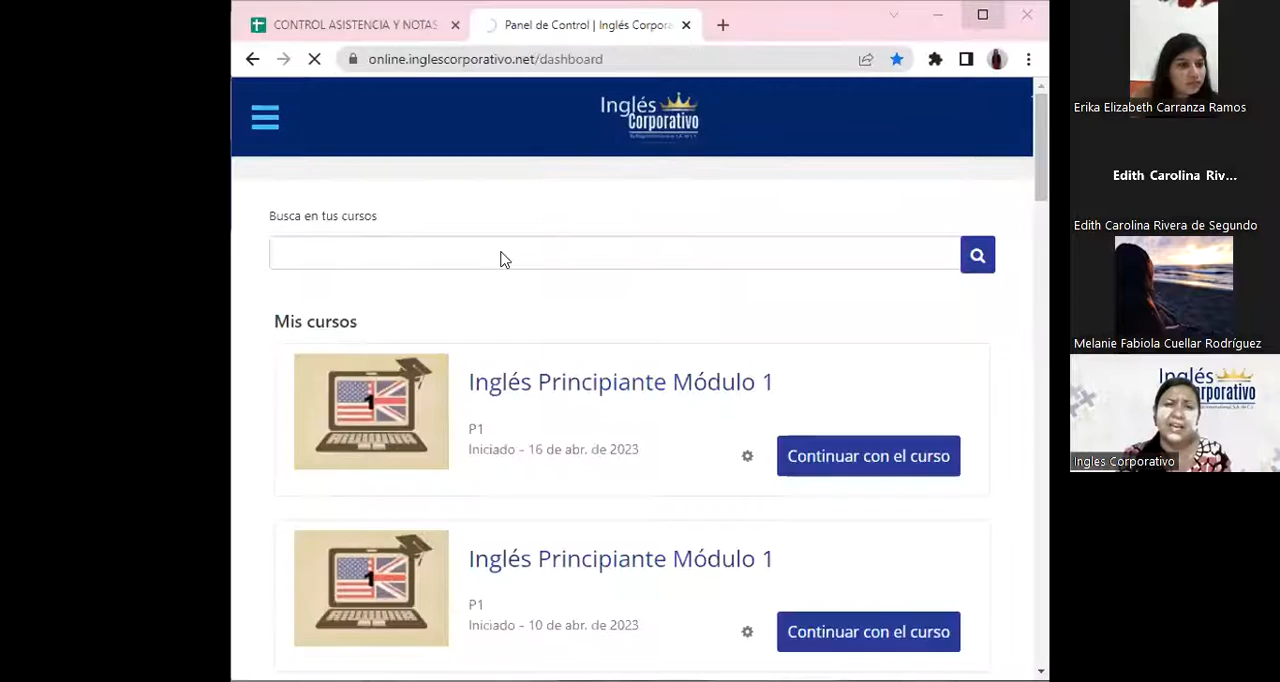 CONTROL ASISTENCIA Y NOTAS
Panel de Control | Inglés Corpora
online.inglescorporativo.net/dashboard
Inglés
Corporativo
Busca en tus cursos
Mis cursos
1
Inglés Principiante Módulo 1
P1
Iniciado - 16 de abr. de 2023
Continuar con el curso
1
Inglés Principiante Módulo 1
P1
Iniciado - 10 de abr. de 2023
Continuar con el curso
Erika Elizabeth Carranza Ramos
Edith Carolina Riv...
Edith Carolina Rivera de Segundo
Melanie Fabiola Cuellar Rodríguez
Inglés
rporativo
Ingles Corporativo